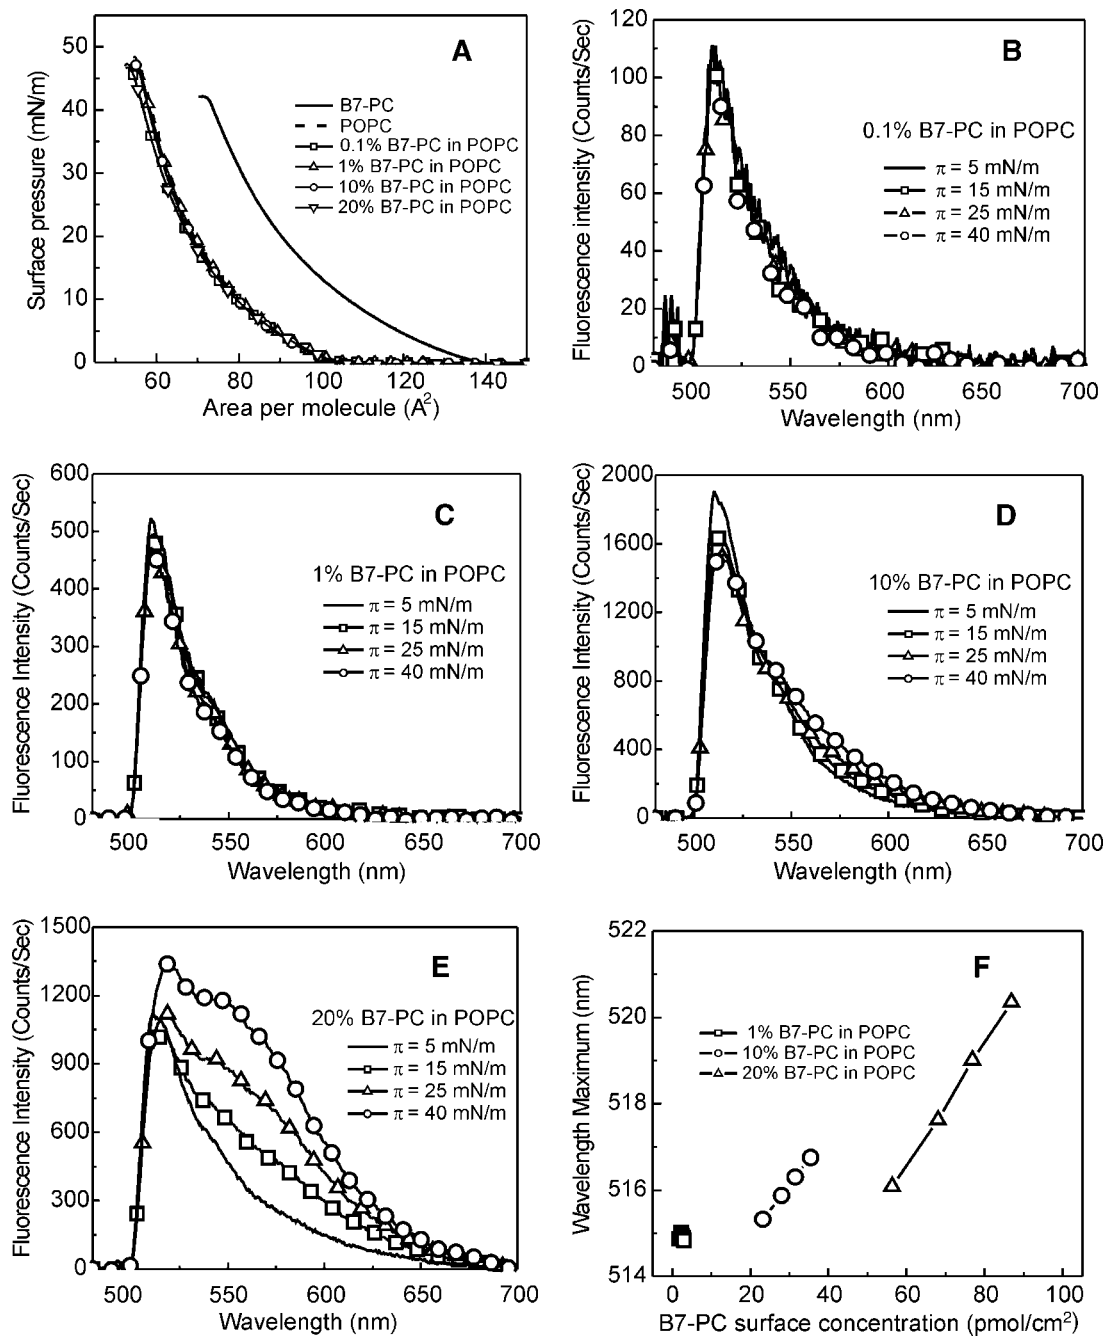 A
Surface pressure (mN/m)
50
40
30
20
10
0
60
80
100
120
140
Area per molecule (A²)
B7-PC
POPC
0.1% B7-PC in POPC
1% B7-PC in POPC
10% B7-PC in POPC
20% B7-PC in POPC
B
Fluorescence intensity (Counts/Sec)
120
100
80
60
40
20
0
500
550
600
650
700
Wavelength (nm)
0.1% B7-PC in POPC
π = 5 mN/m
π = 15 mN/m
π = 25 mN/m
π = 40 mN/m
C
Fluorescence Intensity (Counts/Sec)
600
500
400
300
200
100
0
500
550
600
650
700
Wavelength (nm)
1% B7-PC in POPC
π = 5 mN/m
π = 15 mN/m
π = 25 mN/m
π = 40 mN/m
D
Fluorescence Intensity (Counts/Sec)
2000
1600
1200
800
400
0
500
550
600
650
700
Wavelength (nm)
10% B7-PC in POPC
π = 5 mN/m
π = 15 mN/m
π = 25 mN/m
π = 40 mN/m
E
Fluorescence Intensity (Counts/Sec)
1500
1200
900
600
300
0
500
550
600
650
700
Wavelength (nm)
20% B7-PC in POPC
π = 5 mN/m
π = 15 mN/m
π = 25 mN/m
π = 40 mN/m
F
Wavelength Maximum (nm)
522
520
518
516
514
0
20
40
60
80
100
B7-PC surface concentration (pmol/cm²)
1% B7-PC in POPC
10% B7-PC in POPC
20% B7-PC in POPC